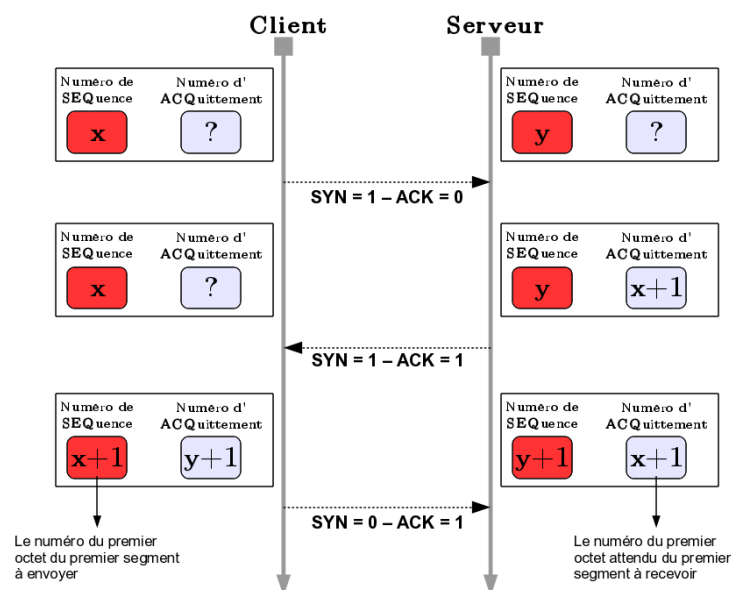 Client
Serveur
Numéro de
SEQuence
Numéro d'
ACQuittement
x
?
Numéro de
SEQuence
Numéro d'
ACQuittement
y
?
SYN = 1 – ACK = 0
Numéro de
SEQuence
Numéro d'
ACQuittement
x
?
Numéro de
SEQuence
Numéro d'
ACQuittement
y
x+1
SYN = 1 – ACK = 1
Numéro de
SEQuence
Numéro d'
ACQuittement
x+1
y+1
Numéro de
SEQuence
Numéro d'
ACQuittement
y+1
x+1
SYN = 0 – ACK = 1
Le numéro du premier
octet du premier segment
à envoyer
Le numéro du premier
octet attendu du premier
segment à recevoir